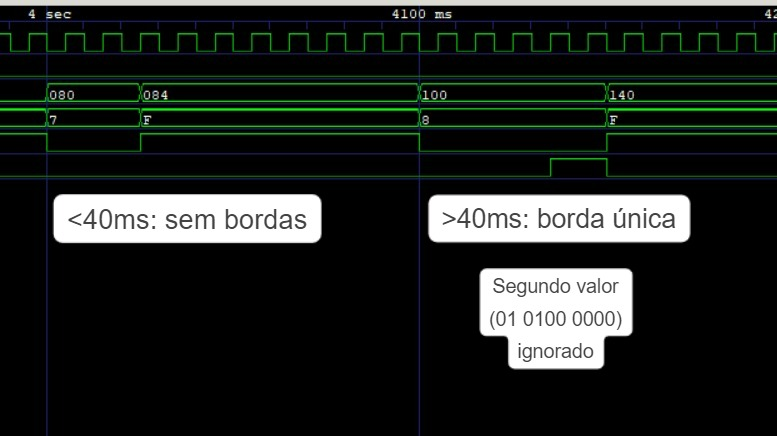 4 sec 4100 ms 42
080 084 100 140
7 F 8 F
<40ms: sem bordas >40ms: borda única
Segundo valor
(01 0100 0000)
ignorado